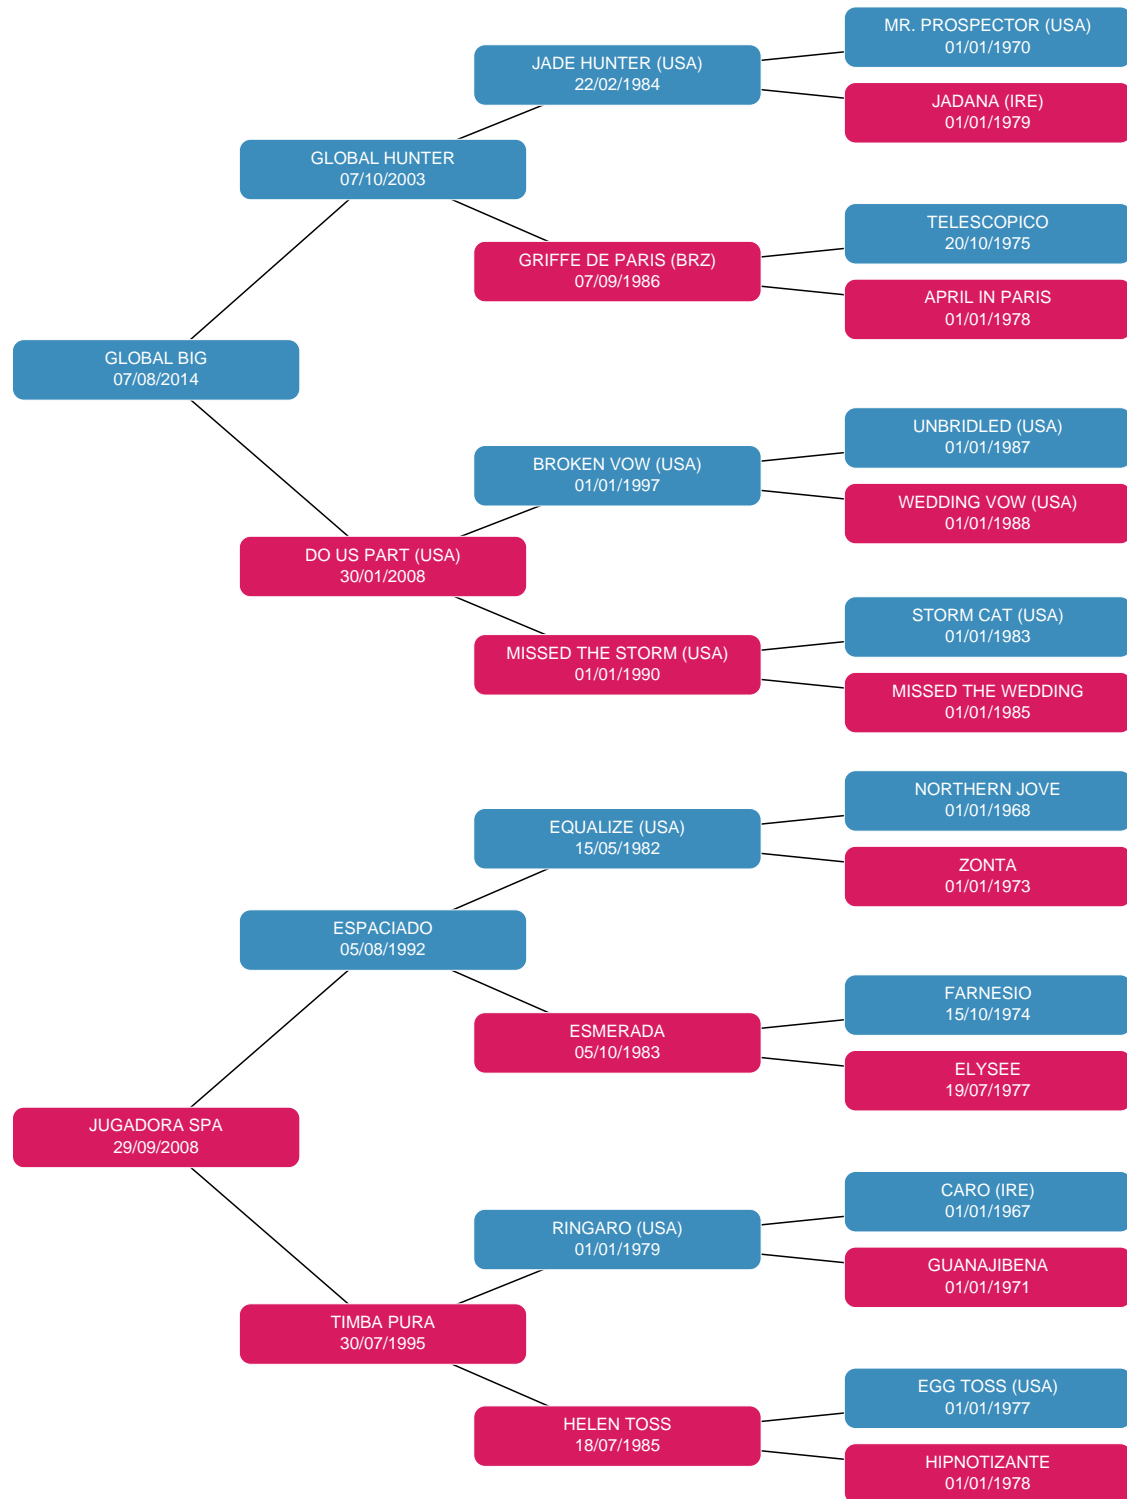 MR. PROSPECTOR (USA)
01/01/1970
JADE HUNTER (USA)
22/02/1984
JADANA (IRE)
01/01/1979
GLOBAL HUNTER
07/10/2003
TELESCOPICO
20/10/1975
GRIFFE DE PARIS (BRZ)
07/09/1986
APRIL IN PARIS
01/01/1978
GLOBAL BIG
07/08/2014
UNBRIDLED (USA)
01/01/1987
BROKEN VOW (USA)
01/01/1997
WEDDING VOW (USA)
01/01/1988
DO US PART (USA)
30/01/2008
STORM CAT (USA)
01/01/1983
MISSED THE STORM (USA)
01/01/1990
MISSED THE WEDDING
01/01/1985
NORTHERN JOVE
01/01/1968
EQUALIZE (USA)
15/05/1982
ZONTA
01/01/1973
ESPACIADO
05/08/1992
FARNESIO
15/10/1974
ESMERADA
05/10/1983
ELYSEE
19/07/1977
JUGADORA SPA
29/09/2008
CARO (IRE)
01/01/1967
RINGARO (USA)
01/01/1979
GUANAJIBENA
01/01/1971
TIMBA PURA
30/07/1995
EGG TOSS (USA)
01/01/1977
HELEN TOSS
18/07/1985
HIPNOTIZANTE
01/01/1978